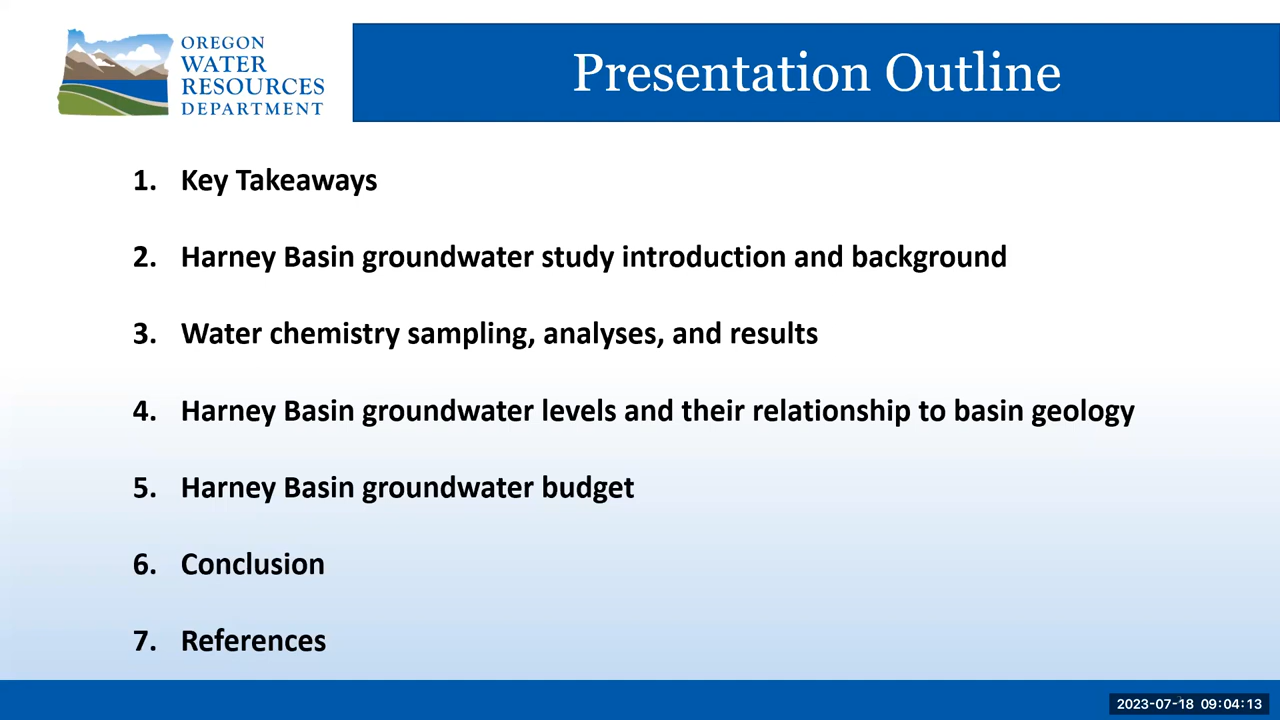 OREGON
WATER
RESOURCES
DEPARTMENT
Presentation Outline
1. Key Takeaways
2. Harney Basin groundwater study introduction and background
3. Water chemistry sampling, analyses, and results
4. Harney Basin groundwater levels and their relationship to basin geology
5. Harney Basin groundwater budget
6. Conclusion
7. References
2023-07-18 09:04:13